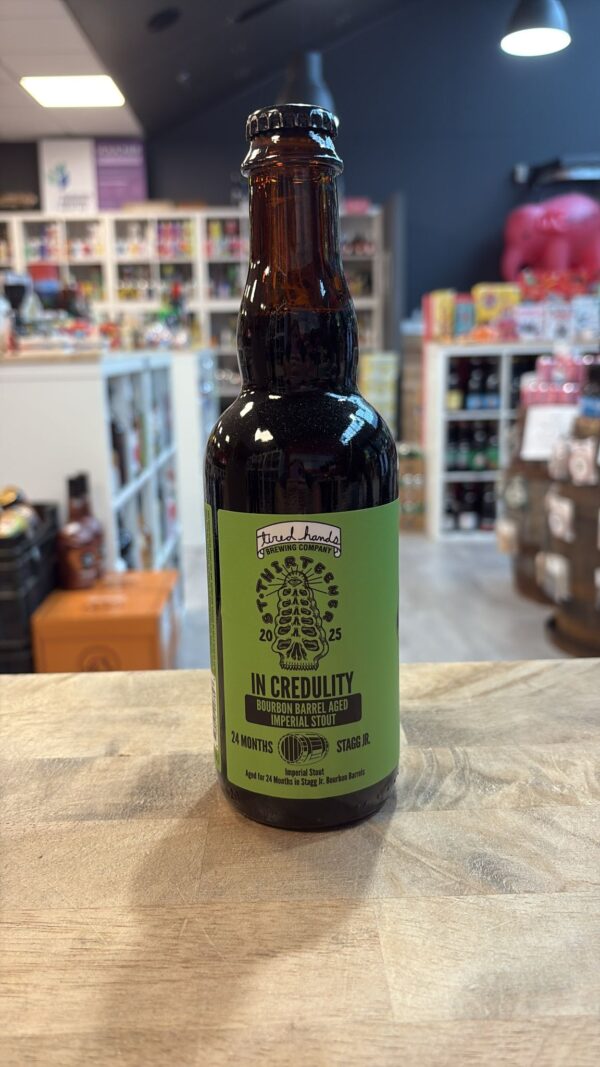 tired hands
BREWING COMPANY
ST. THIRTEENER
20 25
IN CREDULITY
BOURBON BARREL AGED
IMPERIAL STOUT
24 MONTHS STAGG JR.
Imperial Stout
Aged for 24 Months in Stagg Jr. Bourbon Barrels